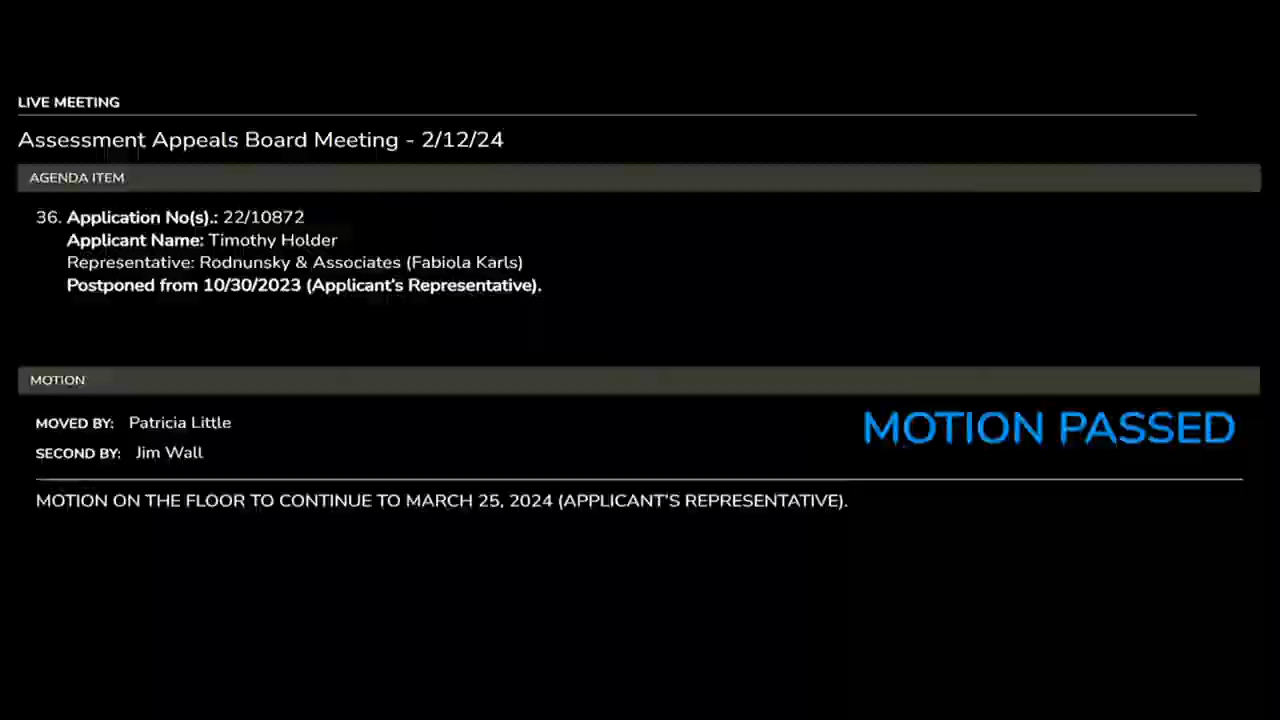 LIVE MEETING
Assessment Appeals Board Meeting - 2/12/24
AGENDA ITEM
36. Application No(s).: 22/10872
Applicant Name: Timothy Holder
Representative: Rodnunsky & Associates (Fabiola Karls)
Postponed from 10/30/2023 (Applicant's Representative).
MOTION
MOVED BY: Patricia Little
MOTION PASSED
SECOND BY: Jim Wall
MOTION ON THE FLOOR TO CONTINUE TO MARCH 25, 2024 (APPLICANT'S REPRESENTATIVE).